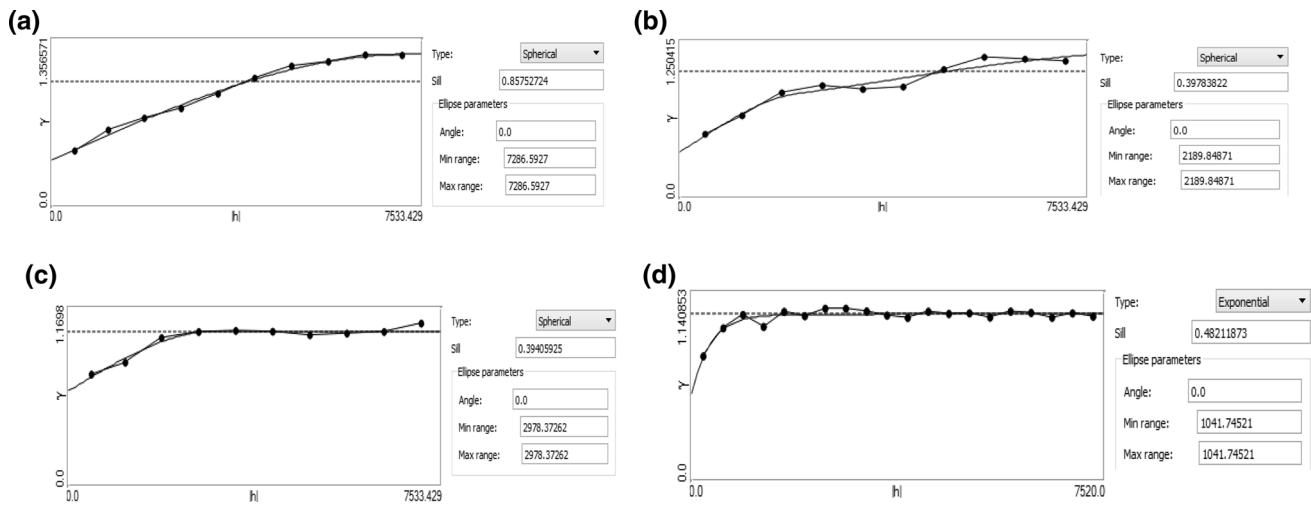 (a)
1.356571
γ
0.0
0.0
|h|
7533.429
Type:
Spherical
Sill
0.85752724
Ellipse parameters
Angle:
0.0
Min range:
7286.5927
Max range:
7286.5927
(b)
1.250415
γ
0.0
0.0
|h|
7533.429
Type:
Spherical
Sill
0.39783822
Ellipse parameters
Angle:
0.0
Min range:
2189.84871
Max range:
2189.84871
(c)
1.1698
γ
0.0
0.0
|h|
7533.429
Type:
Spherical
Sill
0.39405925
Ellipse parameters
Angle:
0.0
Min range:
2978.37262
Max range:
2978.37262
(d)
1.140853
γ
0.0
0.0
|h|
7520.0
Type:
Exponential
Sill
0.48211873
Ellipse parameters
Angle:
0.0
Min range:
1041.74521
Max range:
1041.74521